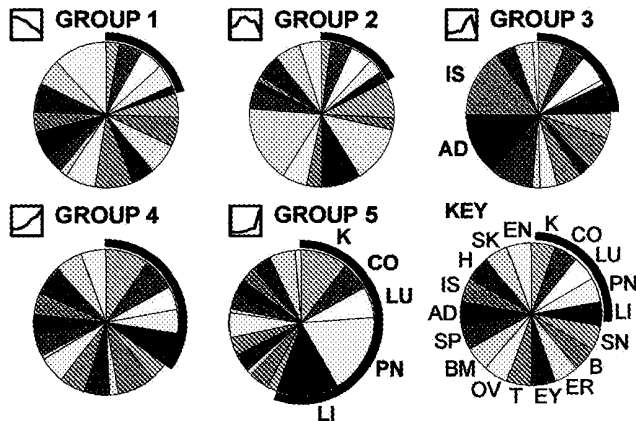 GROUP 1
GROUP 2
GROUP 3
IS
AD
GROUP 4
GROUP 5
K
CO
LU
PN
LI
KEY
EN
K
CO
LU
PN
LI
SN
B
ER
EY
T
OV
BM
SP
AD
IS
H
SK